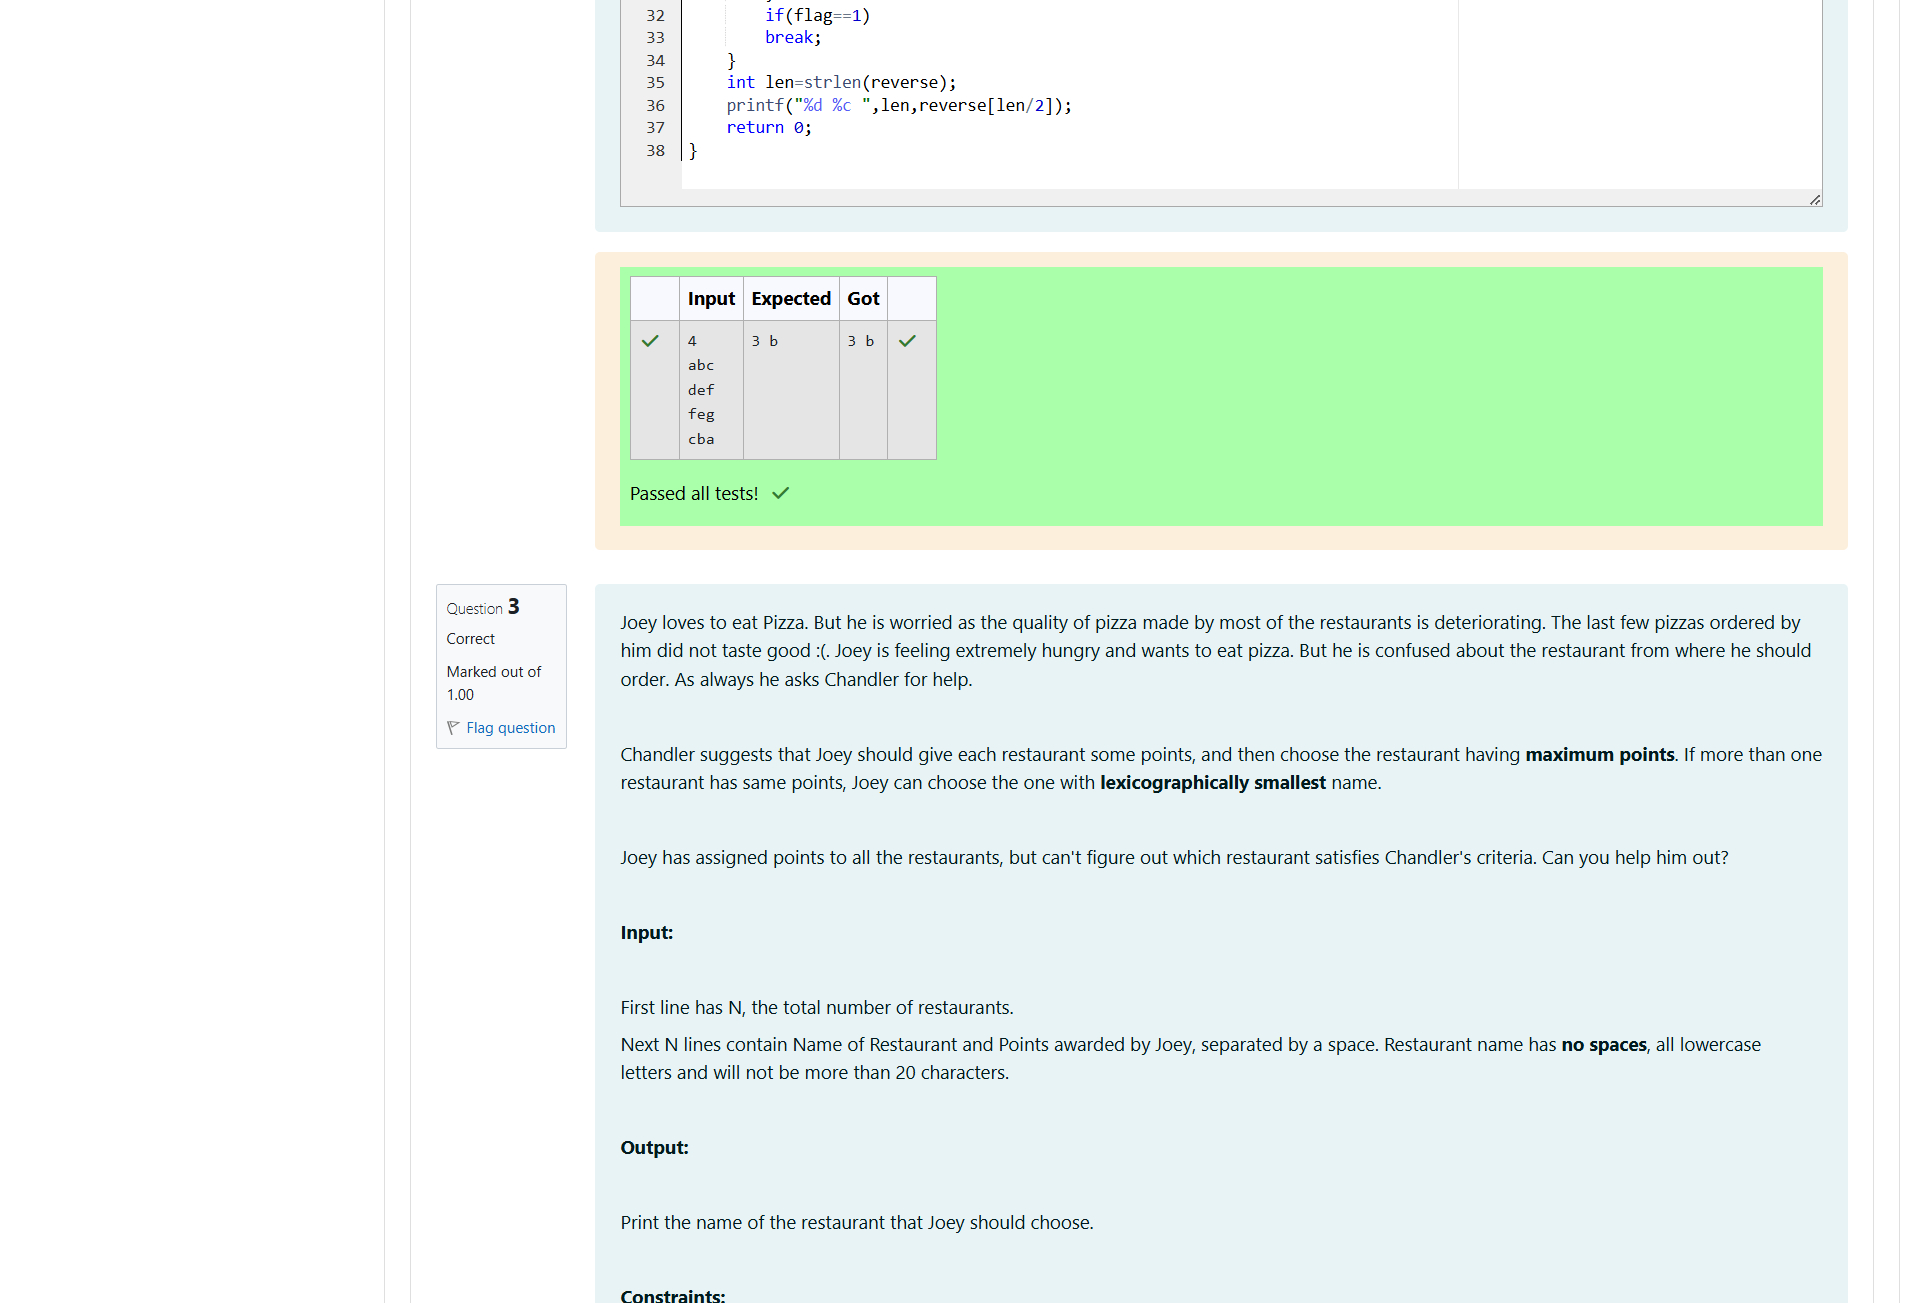 32 if(flag==1)
33 break;
34 }
35 int len=strlen(reverse);
36 printf("%d %c ",len,reverse[len/2]);
37 return 0;
38 }
Input Expected Got
4 3 b 3 b
abc
def
feg
cba
Passed all tests!
Question 3
Correct
Marked out of
1.00
Flag question
Joey loves to eat Pizza. But he is worried as the quality of pizza made by most of the restaurants is deteriorating. The last few pizzas ordered by
him did not taste good :(. Joey is feeling extremely hungry and wants to eat pizza. But he is confused about the restaurant from where he should
order. As always he asks Chandler for help.
Chandler suggests that Joey should give each restaurant some points, and then choose the restaurant having maximum points. If more than one
restaurant has same points, Joey can choose the one with lexicographically smallest name.
Joey has assigned points to all the restaurants, but can't figure out which restaurant satisfies Chandler's criteria. Can you help him out?
Input:
First line has N, the total number of restaurants.
Next N lines contain Name of Restaurant and Points awarded by Joey, separated by a space. Restaurant name has no spaces, all lowercase
letters and will not be more than 20 characters.
Output:
Print the name of the restaurant that Joey should choose.
Constraints: